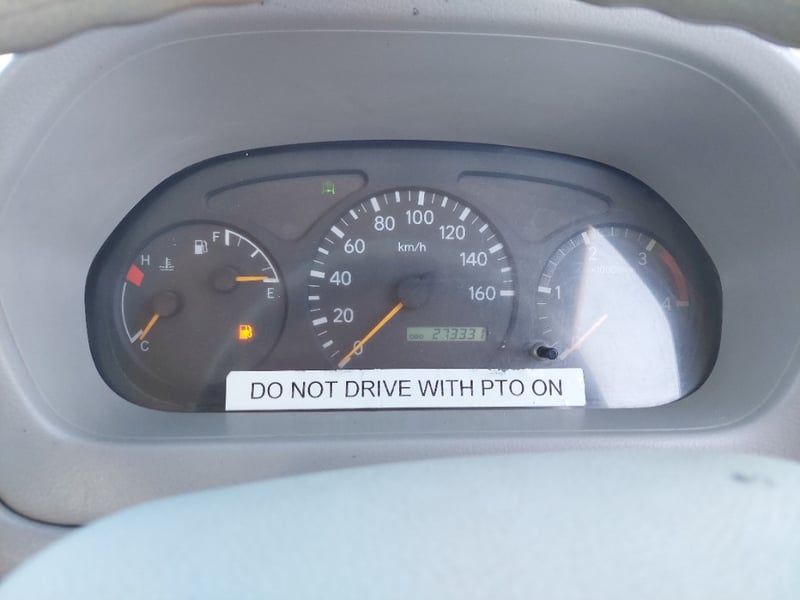 80 100 120
60 km/h 140
40 160
20
0
ODO 273331
H F
E
C
1 2 3 4
DO NOT DRIVE WITH PTO ON